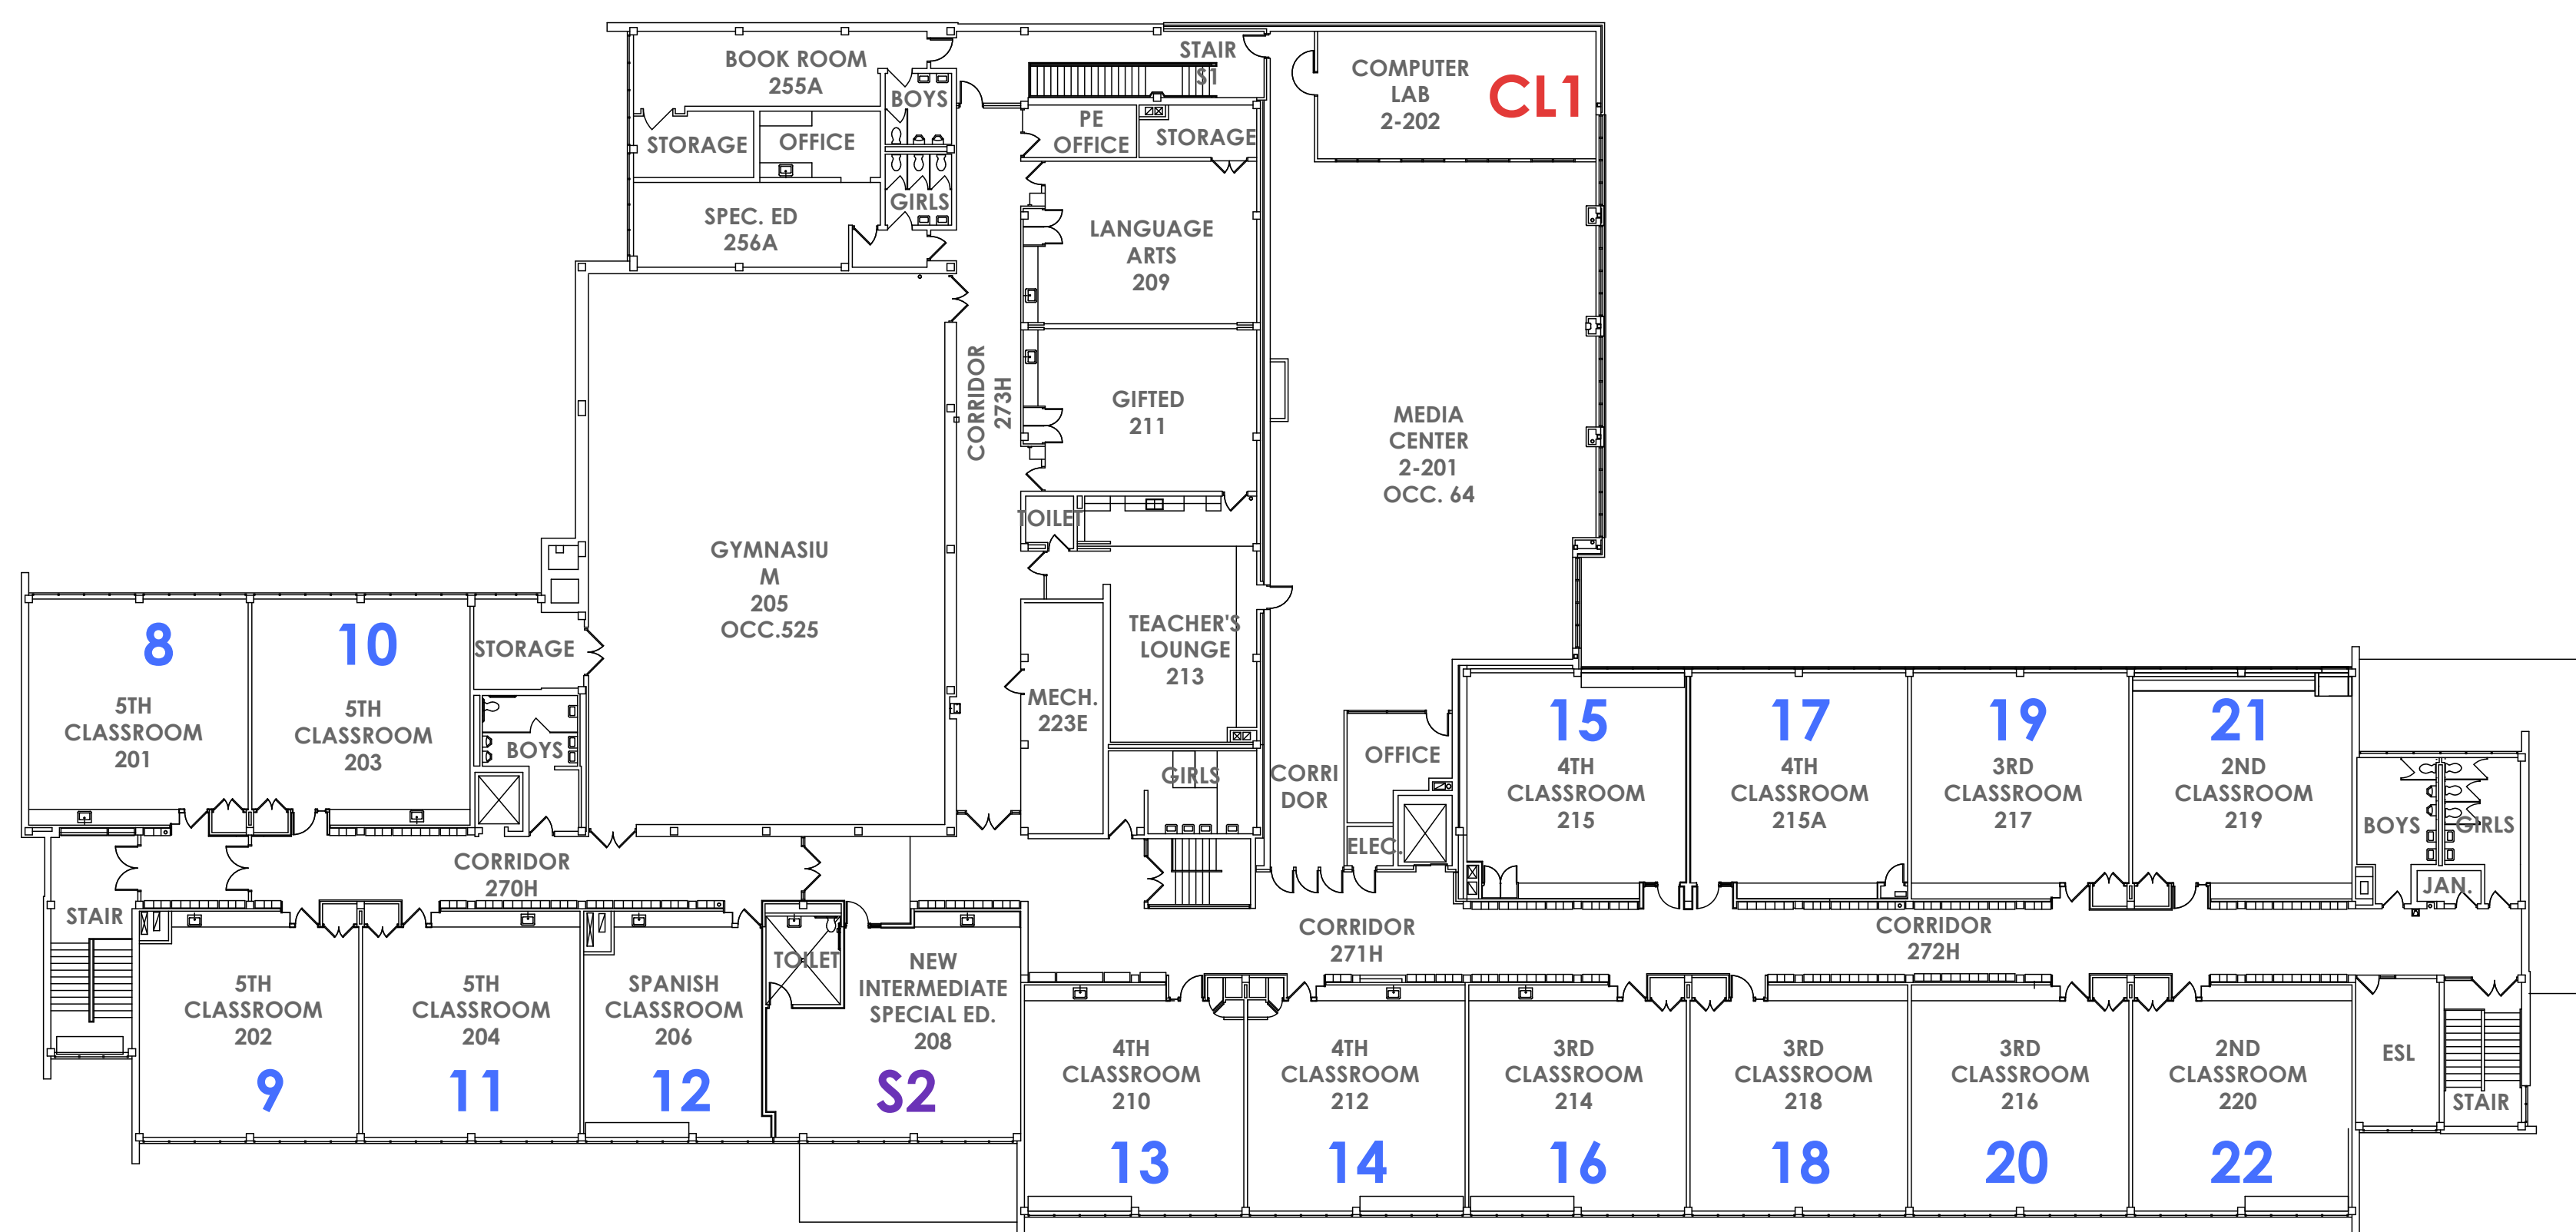 BOOK ROOM
255A
BOYS
STORAGE
OFFICE
GIRLS
SPEC. ED
256A
STAIR
S1
PE
OFFICE
STORAGE
COMPUTER
LAB
2-202
CL1
LANGUAGE
ARTS
209
CORRIDOR
273H
GIFTED
211
MEDIA
CENTER
2-201
OCC. 64
TOILET
GYMNASIU
M
205
OCC.525
TEACHER'S
LOUNGE
213
MECH.
223E
GIRLS
CORRI
DOR
OFFICE
ELEC.
8
5TH
CLASSROOM
201
10
5TH
CLASSROOM
203
STORAGE
BOYS
15
4TH
CLASSROOM
215
17
4TH
CLASSROOM
215A
19
3RD
CLASSROOM
217
21
2ND
CLASSROOM
219
BOYS
GIRLS
JAN.
CORRIDOR
270H
CORRIDOR
271H
CORRIDOR
272H
STAIR
5TH
CLASSROOM
202
9
5TH
CLASSROOM
204
11
SPANISH
CLASSROOM
206
12
TOILET
NEW
INTERMEDIATE
SPECIAL ED.
208
S2
4TH
CLASSROOM
210
13
4TH
CLASSROOM
212
14
3RD
CLASSROOM
214
16
3RD
CLASSROOM
218
18
3RD
CLASSROOM
216
20
2ND
CLASSROOM
220
22
ESL
STAIR